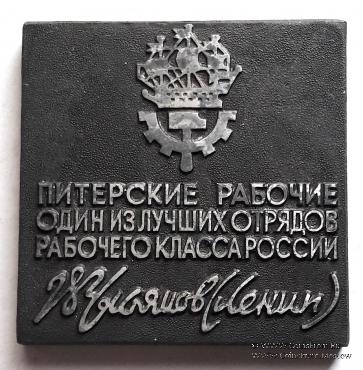 ПИТЕРСКИЕ РАБОЧИЕ
ОДИН ИЗ ЛУЧШИХ ОТРЯДОВ
РАБОЧЕГО КЛАССА РОССИИ
В Ульянов (Ленин)